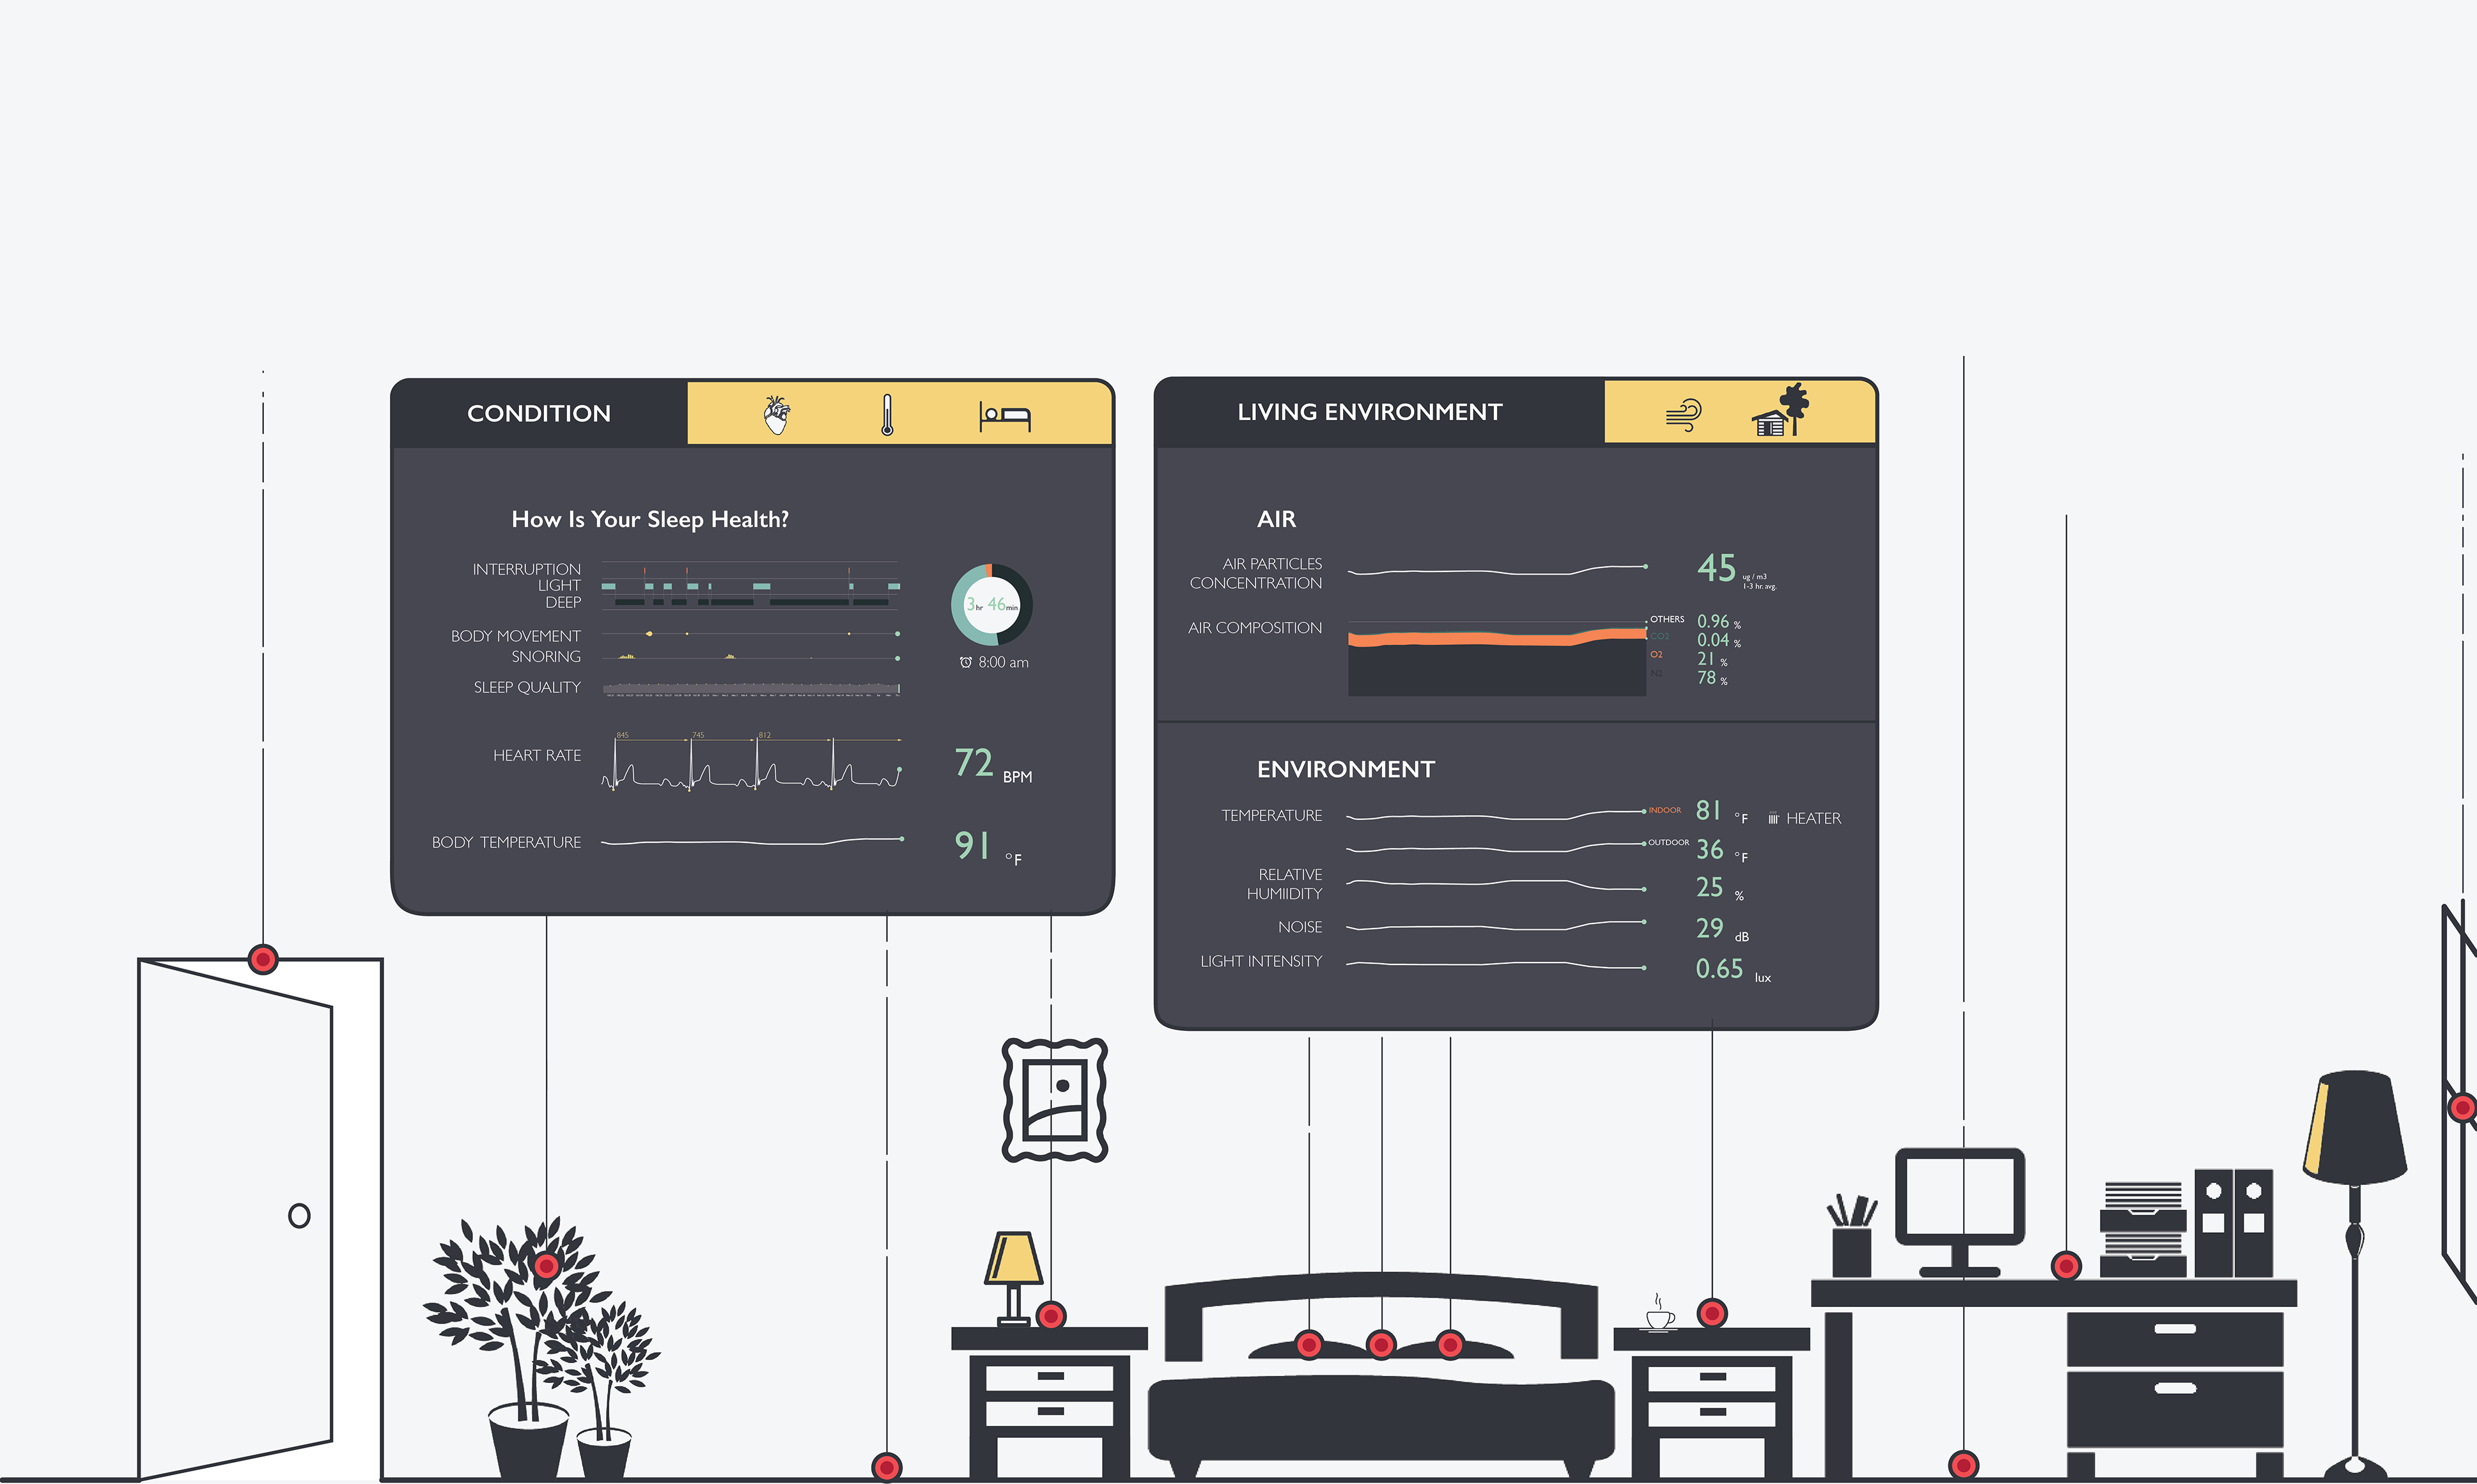 CONDITION
How Is Your Sleep Health?
INTERRUPTION
LIGHT
DEEP
3hr 46min
BODY MOVEMENT
SNORING
8:00 am
SLEEP QUALITY
845 745 812
HEART RATE
72 BPM
BODY TEMPERATURE
91 °F
LIVING ENVIRONMENT
AIR
AIR PARTICLES
CONCENTRATION
45 ug / m3
1-3 hr. avg.
AIR COMPOSITION
OTHERS 0.96 %
CO2 0.04 %
O2 21 %
N2 78 %
ENVIRONMENT
TEMPERATURE
INDOOR 81 °F HEATER
OUTDOOR 36 °F
RELATIVE
HUMIIDITY
25 %
NOISE
29 dB
LIGHT INTENSITY
0.65 lux